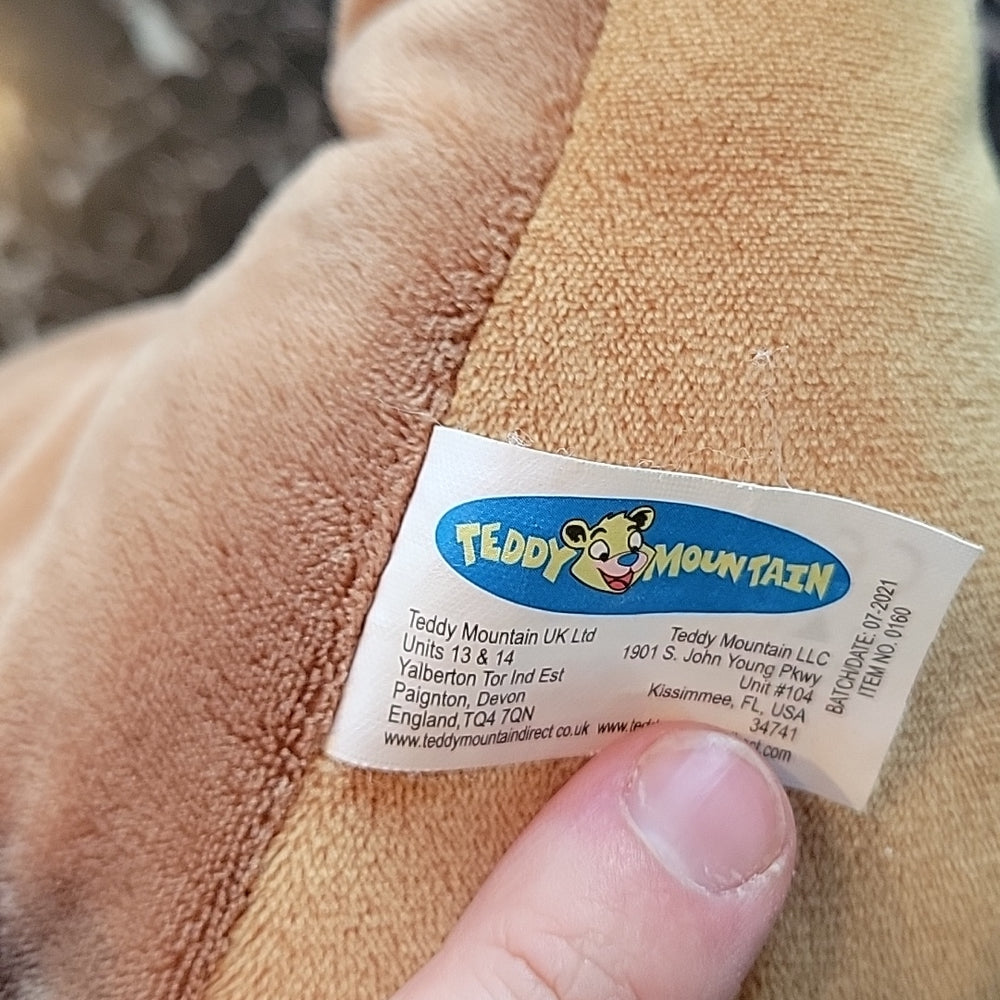 TEDDY MOUNTAIN
Teddy Mountain UK Ltd
Units 13 & 14
Yalberton Tor Ind Est
Paignton, Devon
England, TQ4 7QN
www.teddymountaindirect.co.uk
Teddy Mountain LLC
1901 S. John Young Pkwy
Unit #104
Kissimmee, FL, USA
34741
BATCH/DATE: 07-2021
ITEM NO. 0160